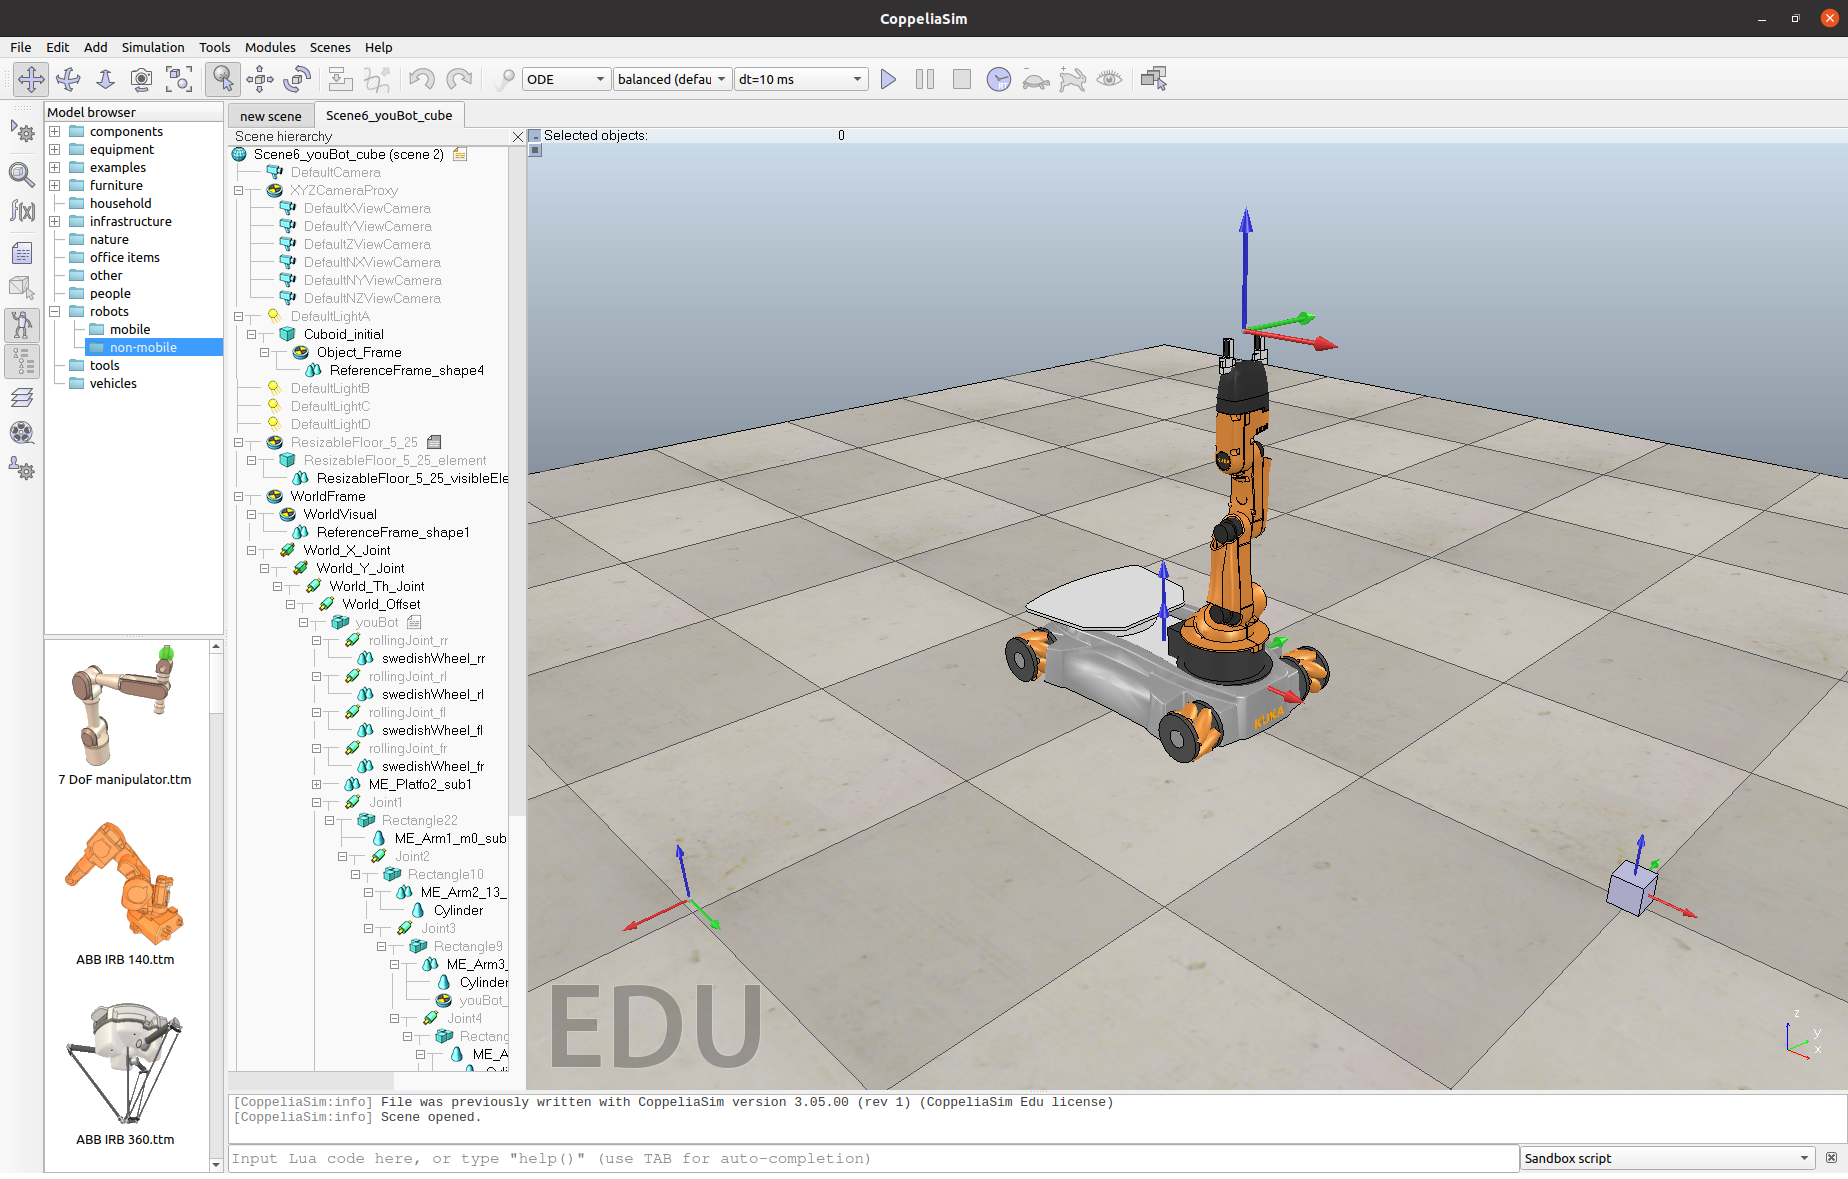 CoppeliaSim
File Edit Add Simulation Tools Modules Scenes Help
ODE balanced (defau dt=10 ms
Model browser
components
equipment
examples
furniture
household
infrastructure
nature
office items
other
people
robots
mobile
non-mobile
tools
vehicles
7 DoF manipulator.ttm
ABB IRB 140.ttm
ABB IRB 360.ttm
new scene Scene6_youBot_cube
Scene hierarchy
Scene6_youBot_cube (scene 2)
DefaultCamera
XYZCameraProxy
DefaultXViewCamera
DefaultYViewCamera
DefaultZViewCamera
DefaultNXViewCamera
DefaultNYViewCamera
DefaultNZViewCamera
DefaultLightA
Cuboid_initial
Object_Frame
ReferenceFrame_shape4
DefaultLightB
DefaultLightC
DefaultLightD
ResizableFloor_5_25
ResizableFloor_5_25_element
ResizableFloor_5_25_visibleEle
WorldFrame
WorldVisual
ReferenceFrame_shape1
World_X_Joint
World_Y_Joint
World_Th_Joint
World_Offset
youBot
rollingJoint_rr
swedishWheel_rr
rollingJoint_rl
swedishWheel_rl
rollingJoint_fl
swedishWheel_fl
rollingJoint_fr
swedishWheel_fr
ME_Platfo2_sub1
Joint1
Rectangle22
ME_Arm1_m0_sub
Joint2
Rectangle10
ME_Arm2_13_
Cylinder
Joint3
Rectangle9
ME_Arm3_
Cylinder
youBot_
Joint4
Rectang
ME_A
Selected objects: 0
KUKA
EDU
z
y
x
[CoppeliaSim:info] File was previously written with CoppeliaSim version 3.05.00 (rev 1) (CoppeliaSim Edu license)
[CoppeliaSim:info] Scene opened.
Input Lua code here, or type "help()" (use TAB for auto-completion)
Sandbox script